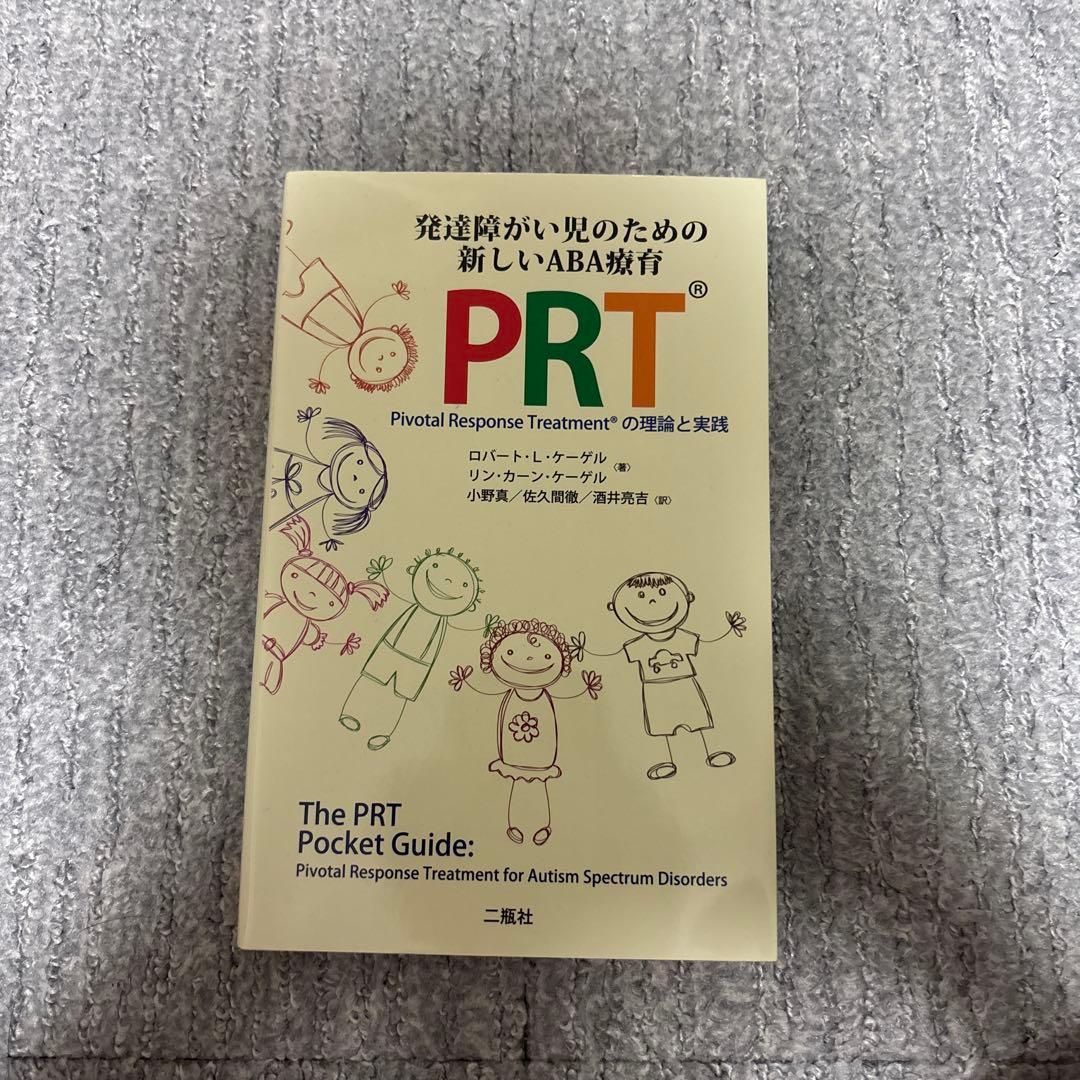 発達障がい児のための
新しいABA療育
PRT®
Pivotal Response Treatment®の理論と実践
ロバート・L・ケーゲル
リン・カーン・ケーゲル〈著〉
小野真／佐久間徹／酒井亮吉〈訳〉
The PRT
Pocket Guide:
Pivotal Response Treatment for Autism Spectrum Disorders
二瓶社